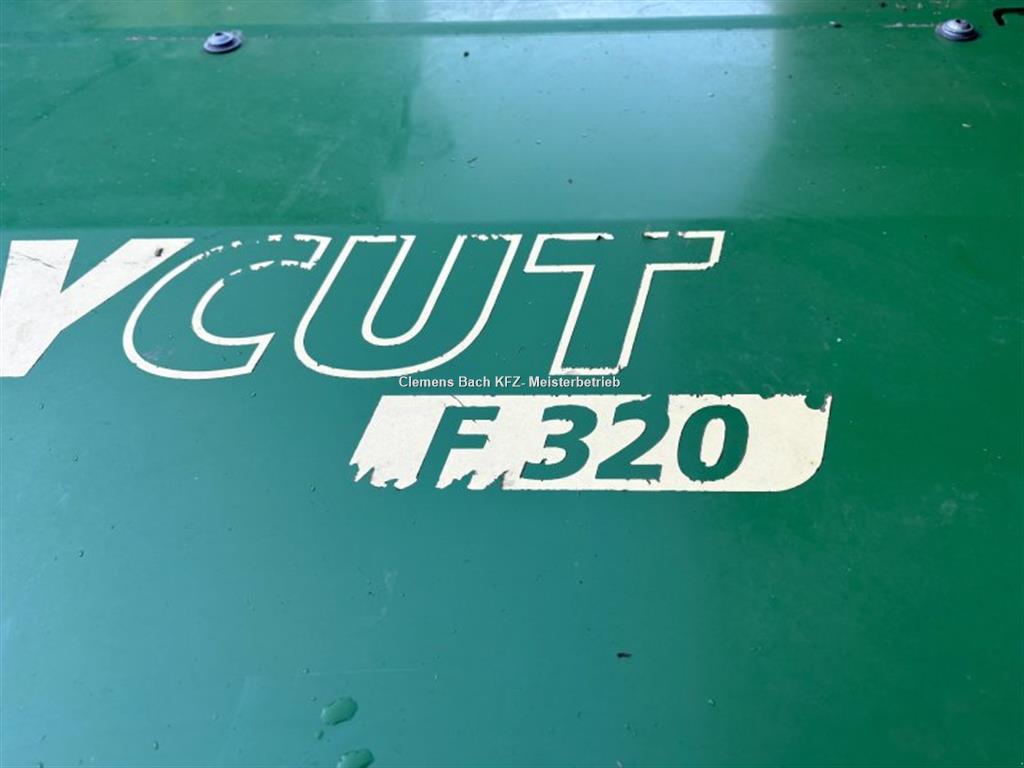 YCUT
Clemens Bach KFZ- Meisterbetrieb
F 320